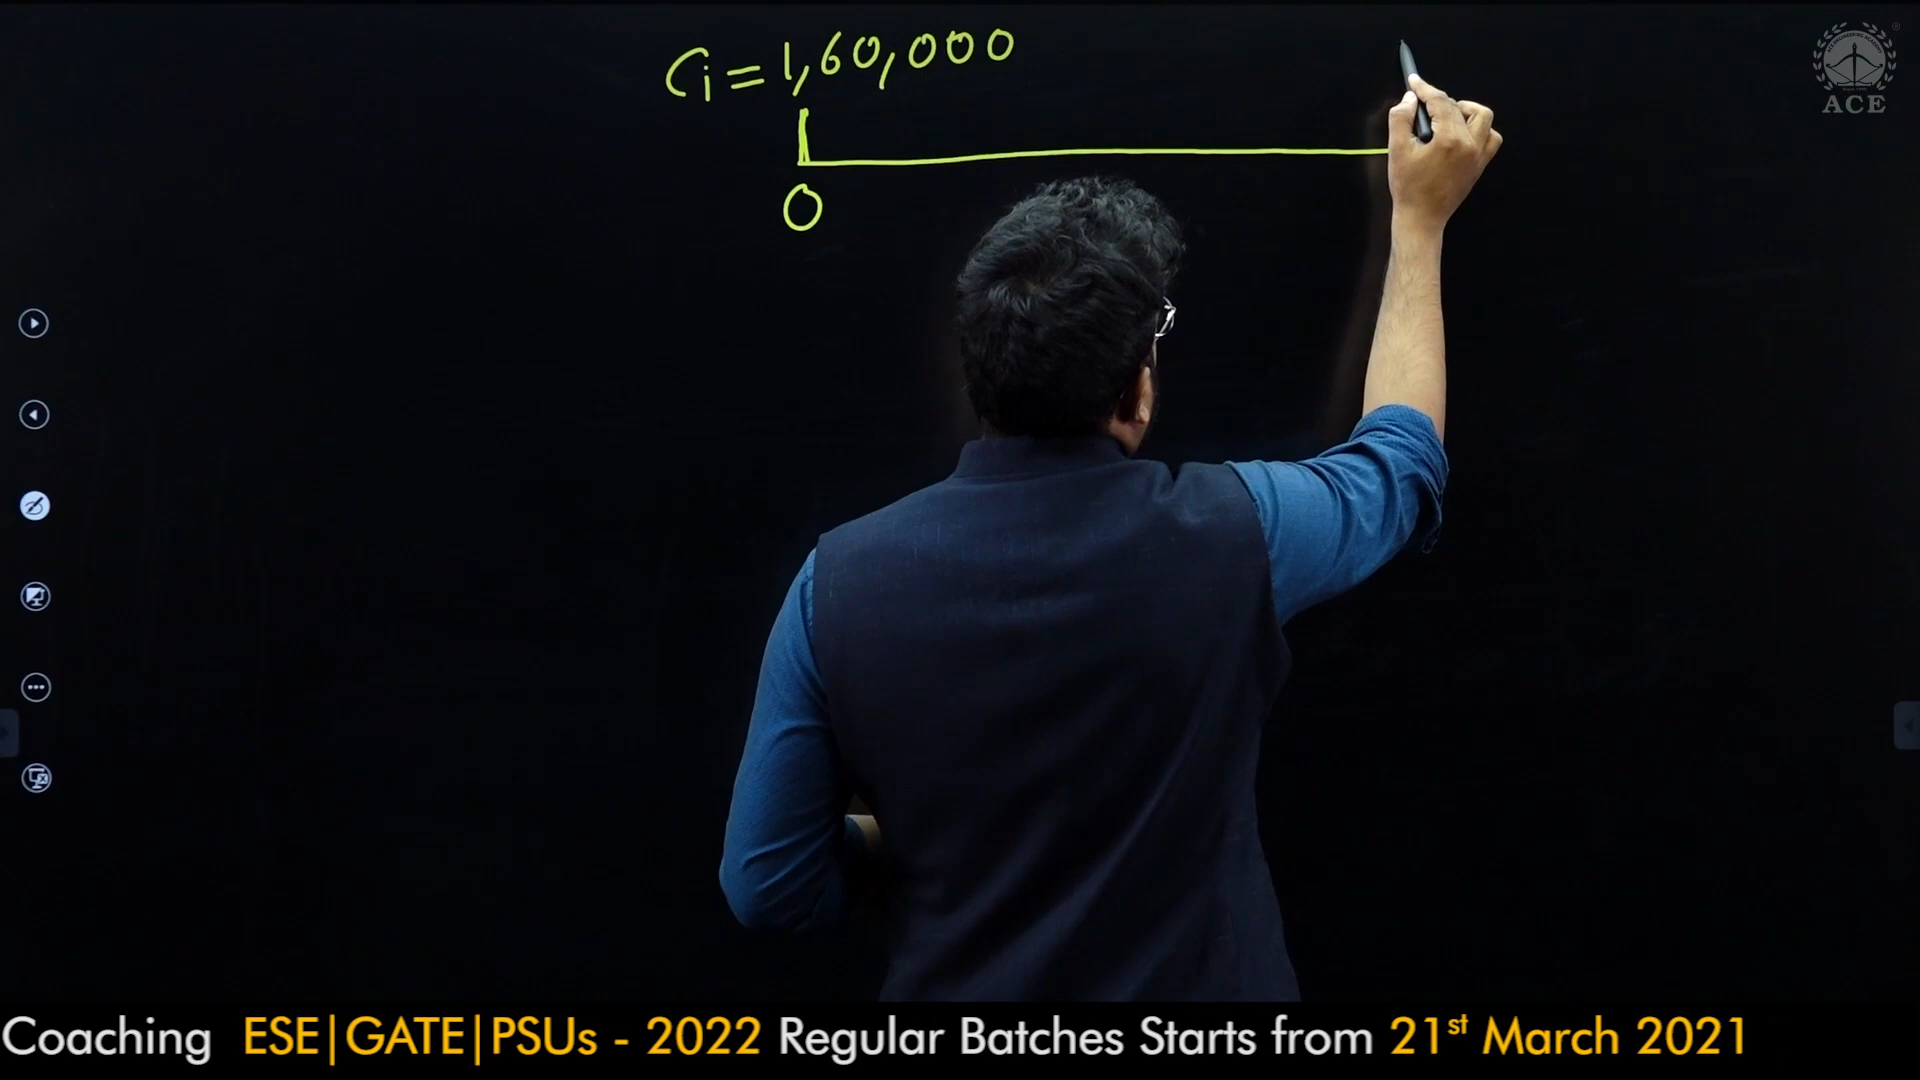 Ci = 1,60,000
0
ACE
Coaching ESE|GATE|PSUs - 2022 Regular Batches Starts from 21st March 2021